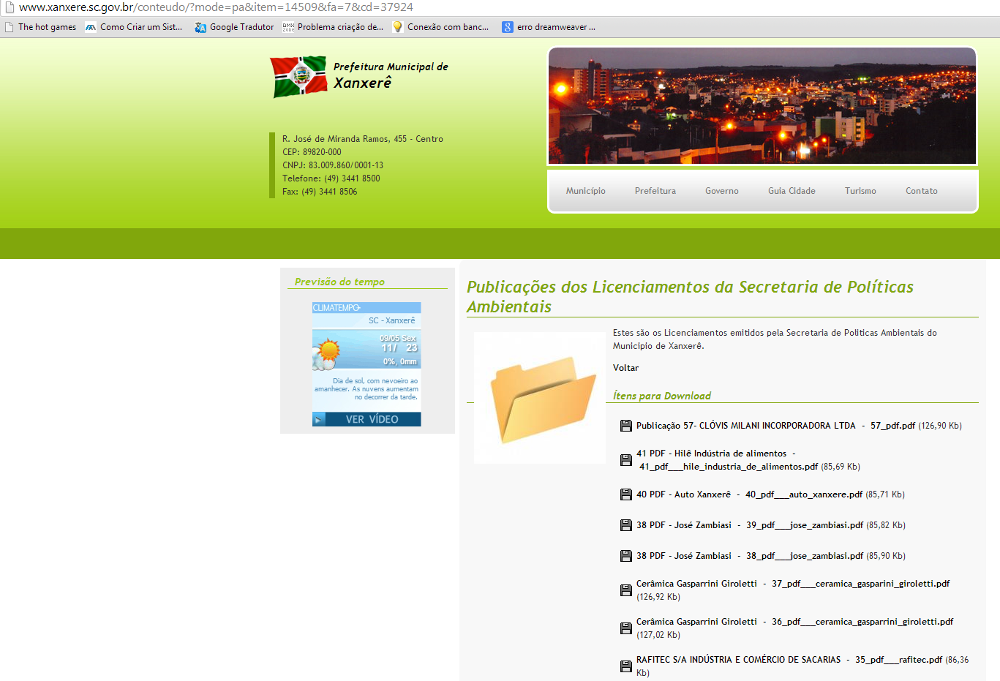 www.xanxere.sc.gov.br/conteudo/?mode=pa&item=14509&fa=7&cd=37924
The hot games
Como Criar um Sist...
Google Tradutor
DMX ZONE
Problema criação de...
Conexão com banc...
erro dreamweaver ...
Prefeitura Municipal de
Xanxerê
R. José de Miranda Ramos, 455 - Centro
CEP: 89820-000
CNPJ: 83.009.860/0001-13
Telefone: (49) 3441 8500
Fax: (49) 3441 8506
Município
Prefeitura
Governo
Guia Cidade
Turismo
Contato
Previsão do tempo
CLIMATEMPO
SC - Xanxerê
09/05 Sex
11/ 23
0%, 0mm
Dia de sol, com nevoeiro ao
amanhecer. As nuvens aumentam
no decorrer da tarde.
VER VÍDEO
Publicações dos Licenciamentos da Secretaria de Políticas
Ambientais
Estes são os Licenciamentos emitidos pela Secretaria de Politicas Ambientais do
Municipio de Xanxerê.
Voltar
Ítens para Download
Publicação 57- CLÓVIS MILANI INCORPORADORA LTDA - 57_pdf.pdf (126,90 Kb)
41 PDF - Hilê Indústria de alimentos -
41_pdf___hile_industria_de_alimentos.pdf (85,69 Kb)
40 PDF - Auto Xanxerê - 40_pdf___auto_xanxere.pdf (85,71 Kb)
38 PDF - José Zambiasi - 39_pdf___jose_zambiasi.pdf (85,82 Kb)
38 PDF - José Zambiasi - 38_pdf___jose_zambiasi.pdf (85,90 Kb)
Cerâmica Gasparrini Giroletti - 37_pdf___ceramica_gasparini_giroletti.pdf
(126,92 Kb)
Cerâmica Gasparrini Giroletti - 36_pdf___ceramica_gasparrini_giroletti.pdf
(127,02 Kb)
RAFITEC S/A INDÚSTRIA E COMÉRCIO DE SACARIAS - 35_pdf___rafitec.pdf (86,36
Kb)